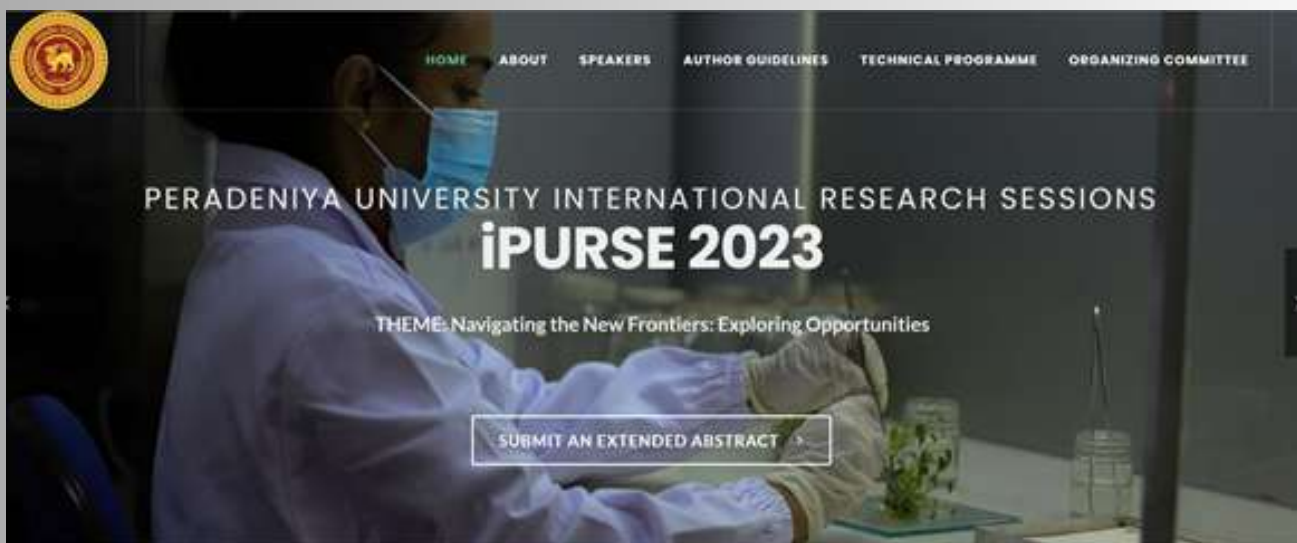 HOME ABOUT SPEAKERS AUTHOR GUIDELINES TECHNICAL PROGRAMME ORGANIZING COMMITTEE
PERADENIYA UNIVERSITY INTERNATIONAL RESEARCH SESSIONS
iPURSE 2023
THEME: Navigating the New Frontiers: Exploring Opportunities
SUBMIT AN EXTENDED ABSTRACT >